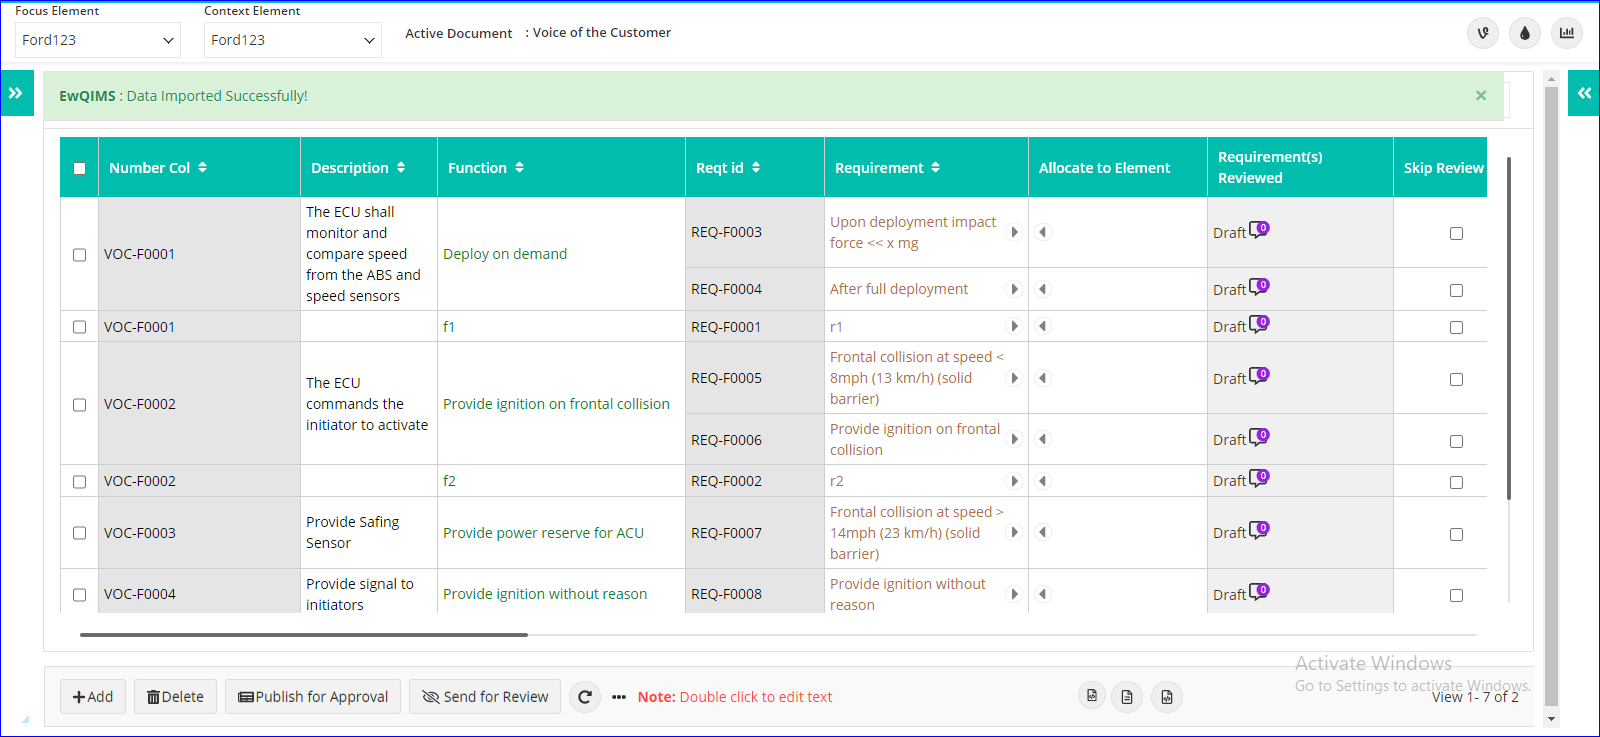 Focus Element
Context Element
Ford123
Ford123
Active Document : Voice of the Customer
EwQIMS : Data Imported Successfully!
×
Number Col
Description
Function
Reqt id
Requirement
Allocate to Element
Requirement(s)
Reviewed
Skip Review
VOC-F0001
The ECU shall
monitor and
compare speed
from the ABS and
speed sensors
Deploy on demand
REQ-F0003
Upon deployment impact
force << x mg
Draft 0
REQ-F0004
After full deployment
Draft 0
VOC-F0001
f1
REQ-F0001
r1
Draft 0
VOC-F0002
The ECU
commands the
initiator to activate
Provide ignition on frontal collision
REQ-F0005
Frontal collision at speed <
8mph (13 km/h) (solid
barrier)
Draft 0
REQ-F0006
Provide ignition on frontal
collision
Draft 0
VOC-F0002
f2
REQ-F0002
r2
Draft 0
VOC-F0003
Provide Safing
Sensor
Provide power reserve for ACU
REQ-F0007
Frontal collision at speed >
14mph (23 km/h) (solid
barrier)
Draft 0
VOC-F0004
Provide signal to
initiators
Provide ignition without reason
REQ-F0008
Provide ignition without
reason
Draft 0
Add
Delete
Publish for Approval
Send for Review
Note: Double click to edit text
Activate Windows
Go to Settings to activate Windows.
View 1- 7 of 2